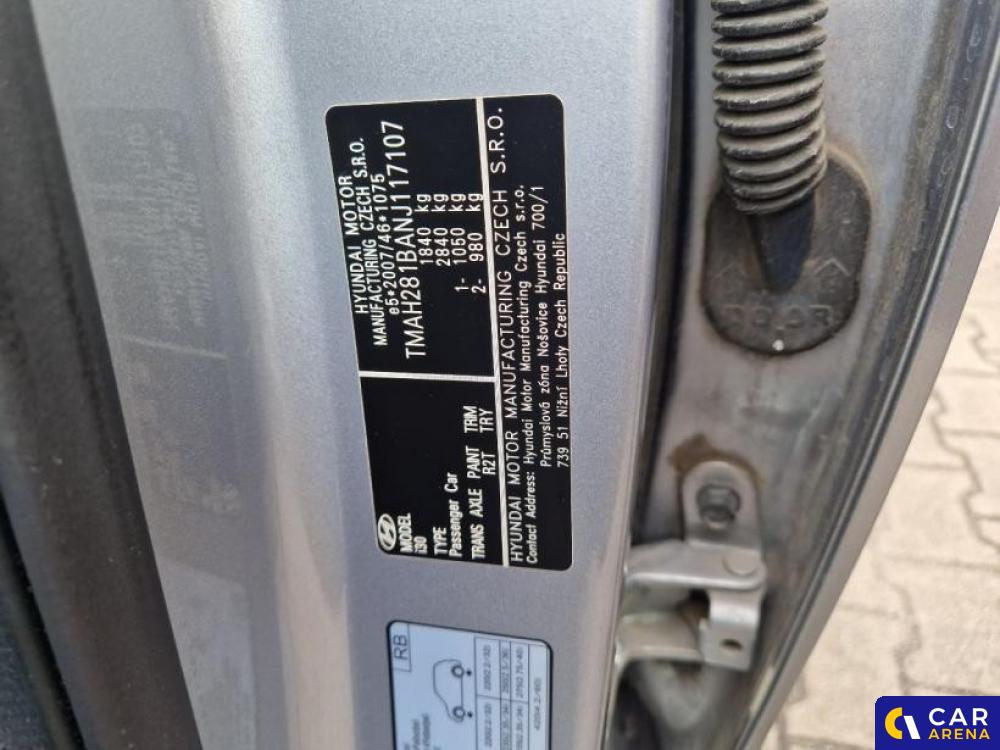 HYUNDAI MOTOR
MANUFACTURING CZECH S.R.O.
e5*2007/46*1075
TMAH281BANJ117107
1840 kg
2840 kg
1- 1050 kg
2- 980 kg
MODEL
i30
TYPE
Passenger Car
TRANS AXLE PAINT TRIM
R2T TRY
HYUNDAI MOTOR MANUFACTURING CZECH S.R.O.
Contact Address: Hyundai Motor Manufacturing Czech s.r.o.
Průmyslová zóna Nošovice Hyundai 700/1
739 51 Nižní Lhoty Czech Republic
RB
DOOR
CAR
ARENA